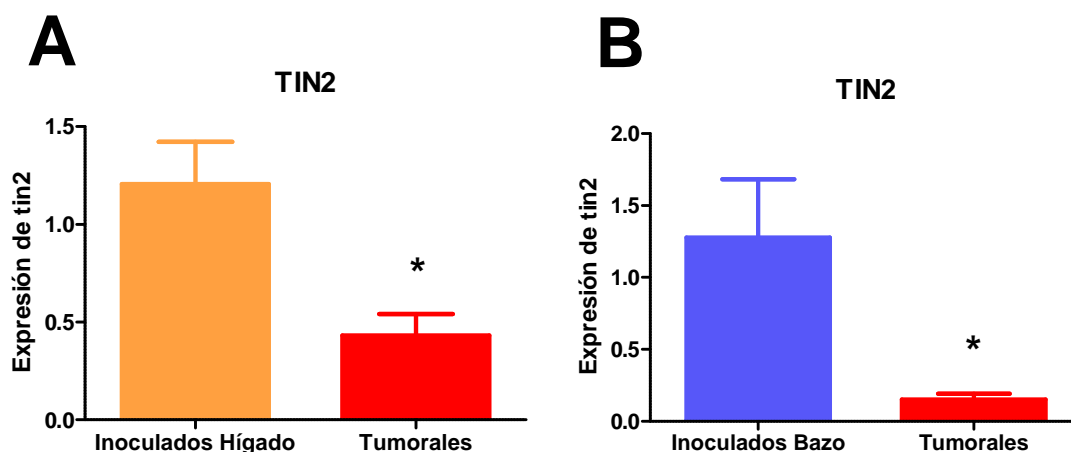 A
TIN2
Expresión de tin2
1.5
1.0
0.5
0.0
*
Inoculados Hígado
Tumorales
B
TIN2
Expresión de tin2
2.0
1.5
1.0
0.5
0.0
*
Inoculados Bazo
Tumorales